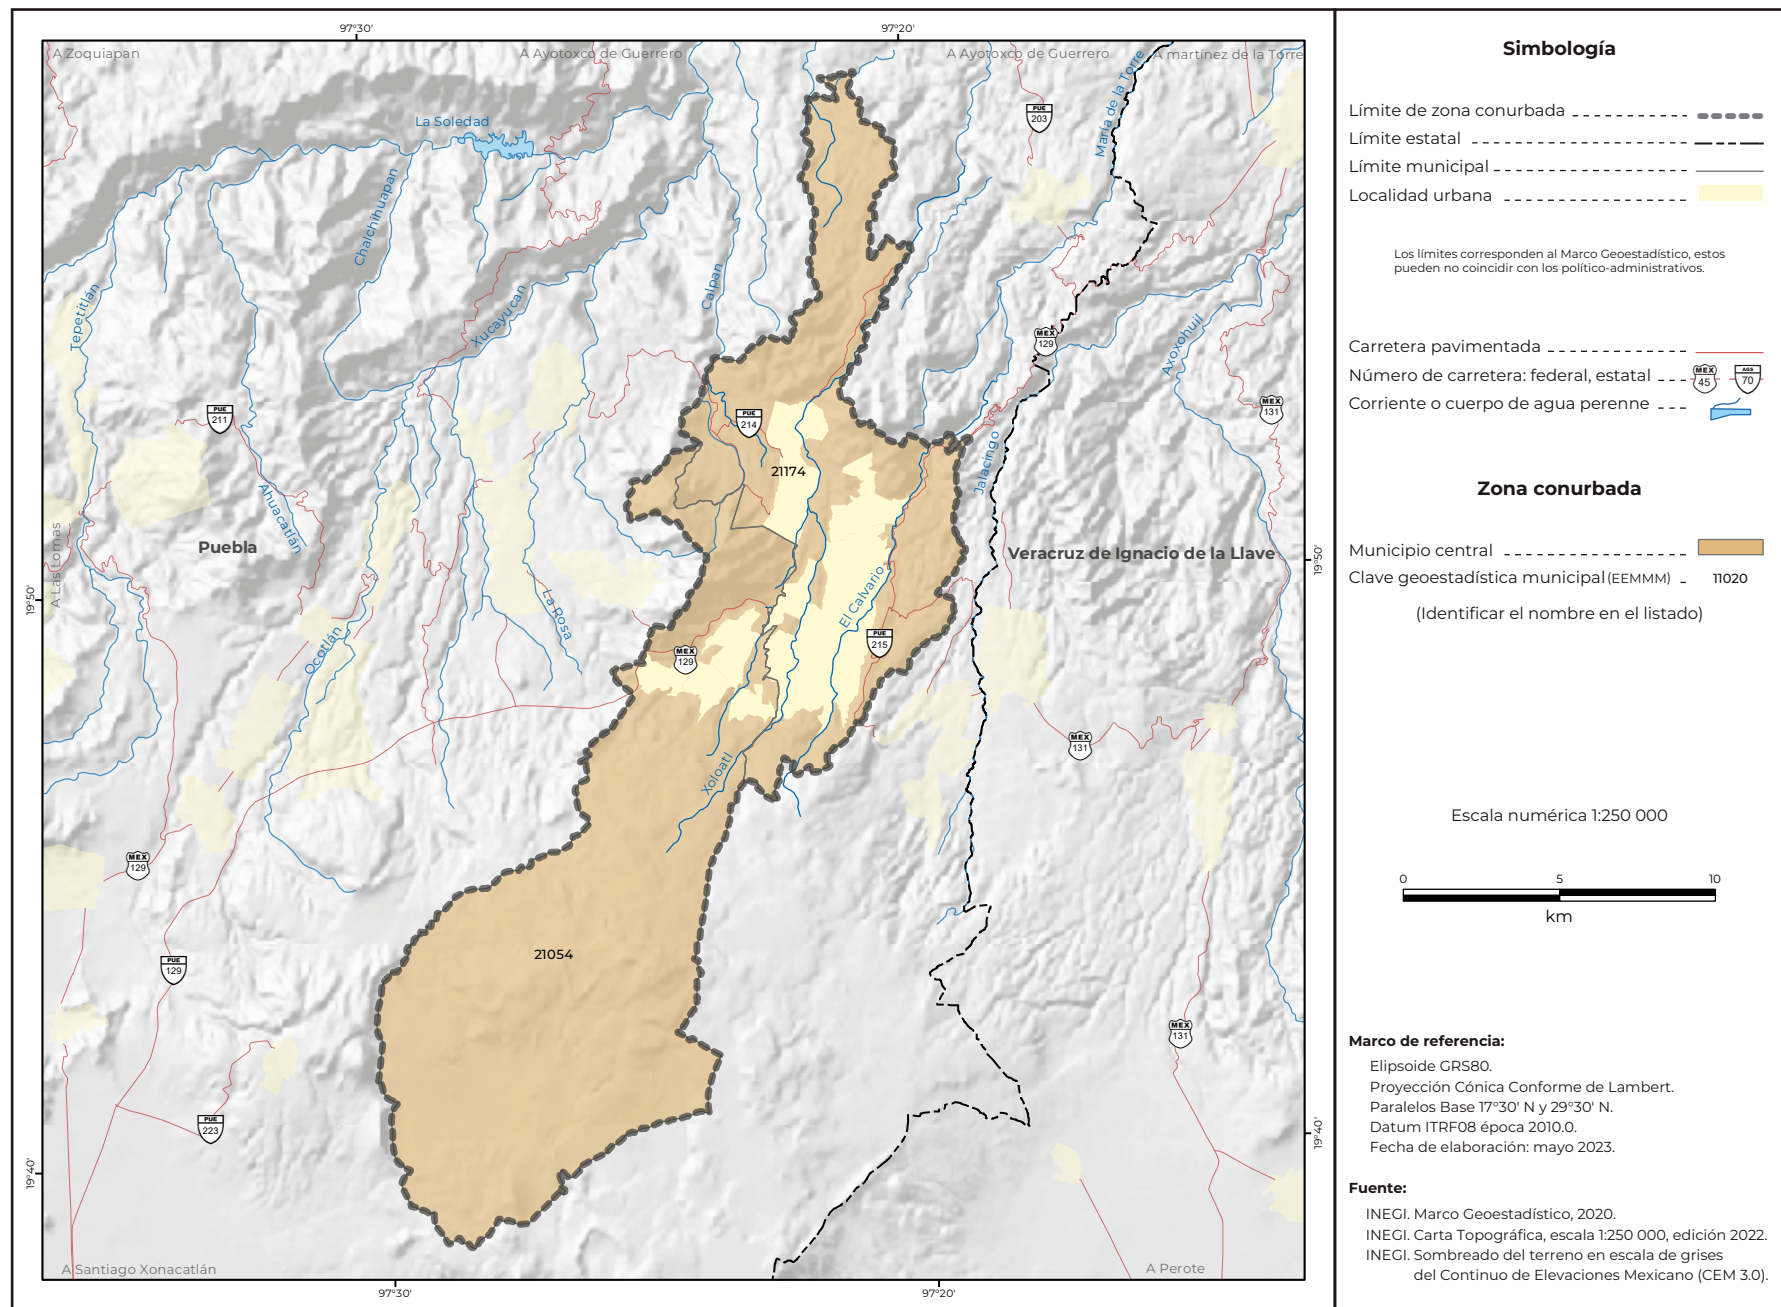 97°30'
97°20'
A Zoquiapan
A Ayotoxco de Guerrero
A Ayotoxco de Guerrero
A martínez de la Torre
La Soledad
PUE
203
María de la Torre
Chalchihuapan
Calpan
Tepetitlán
Xucayucan
MEX
129
Axoxohuil
PUE
211
PUE
214
MEX
131
Jalacingo
21174
Ahuacatlán
A Las Lomas
Puebla
Veracruz de Ignacio de la Llave
19°50'
19°50'
El Calvario
La Rosa
Ocotlán
PUE
215
MEX
129
MEX
131
Xoloatl
MEX
129
21054
PUE
129
MEX
131
PUE
223
19°40'
19°40'
A Santiago Xonacatlán
A Perote
97°30'
97°20'
Simbología
Límite de zona conurbada
Límite estatal
Límite municipal
Localidad urbana
Los límites corresponden al Marco Geoestadístico, estos
pueden no coincidir con los político-administrativos.
Carretera pavimentada
Número de carretera: federal, estatal
MEX
45
AGS
70
Corriente o cuerpo de agua perenne
Zona conurbada
Municipio central
Clave geoestadística municipal (EEMMM) 11020
(Identificar el nombre en el listado)
Escala numérica 1:250 000
0 5 10
km
Marco de referencia:
Elipsoide GRS80.
Proyección Cónica Conforme de Lambert.
Paralelos Base 17°30' N y 29°30' N.
Datum ITRF08 época 2010.0.
Fecha de elaboración: mayo 2023.
Fuente:
INEGI. Marco Geoestadístico, 2020.
INEGI. Carta Topográfica, escala 1:250 000, edición 2022.
INEGI. Sombreado del terreno en escala de grises
del Continuo de Elevaciones Mexicano (CEM 3.0).